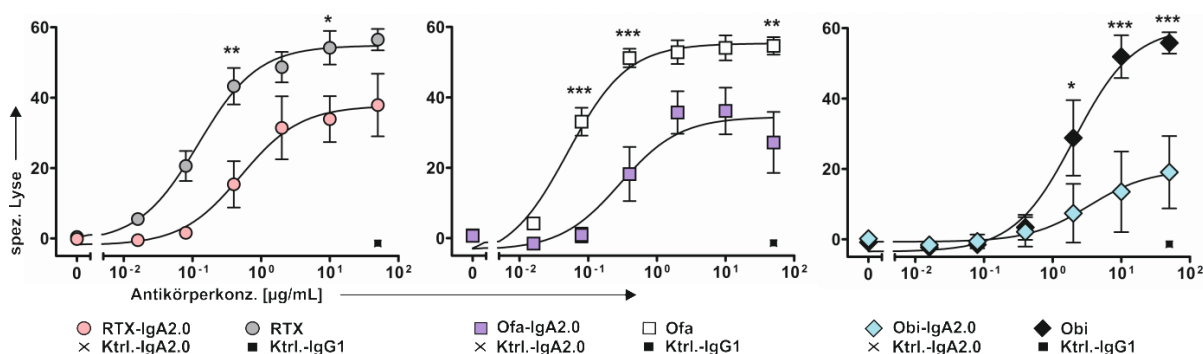 60
40
20
0
spez. Lyse
** *
0 10⁻² 10⁻¹ 10⁰ 10¹ 10²
60
40
20
0
*** *** **
0 10⁻² 10⁻¹ 10⁰ 10¹ 10²
60
40
20
0
* *** ***
0 10⁻² 10⁻¹ 10⁰ 10¹ 10²
Antikörperkonz. [µg/mL]
RTX-IgA2.0 RTX
Ktrl.-IgA2.0 Ktrl.-IgG1
Ofa-IgA2.0 Ofa
Ktrl.-IgA2.0 Ktrl.-IgG1
Obi-IgA2.0 Obi
Ktrl.-IgA2.0 Ktrl.-IgG1